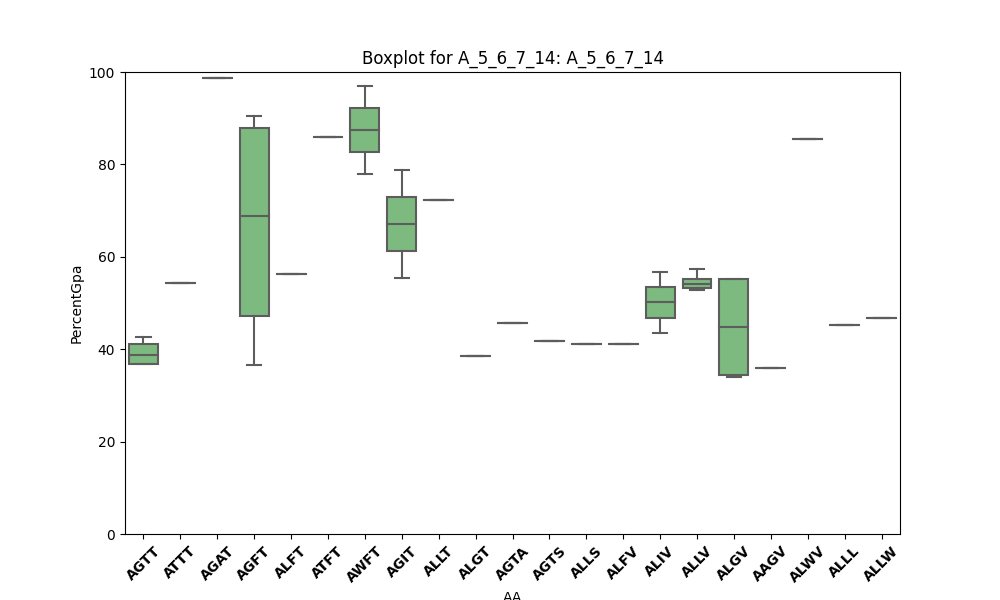 Boxplot for A_5_6_7_14: A_5_6_7_14
100
80
60
40
20
0
PercentGpa
AGTT ATTT AGAT AGFT ALFT ATFT AWFT AGIT ALLT ALGT AGTA AGTS ALLS ALFV ALIV ALLV ALGV AAGV ALWV ALLL ALLW
AA